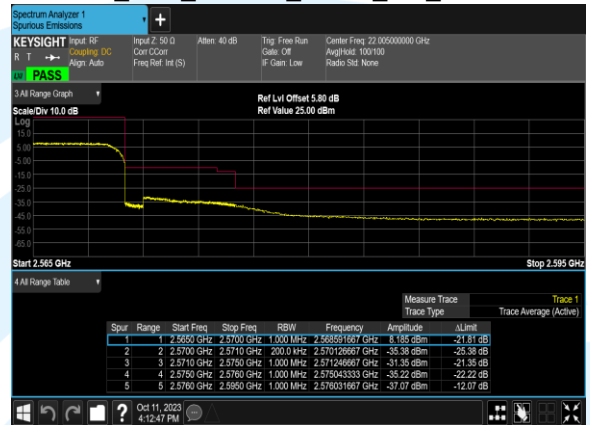 Spectrum Analyzer 1
Spurious Emissions
+
KEYSIGHT Input: RF Input Z: 50 Ω Atten: 40 dB Trig: Free Run Center Freq: 22.005000000 GHz
R T Coupling: DC Corr CCorr Gate: Off Avg|Hold: 100/100
Align: Auto Freq Ref: Int (S) IF Gain: Low Radio Std: None
PASS
3 All Range Graph Ref Lvl Offset 5.80 dB
Scale/Div 10.0 dB Ref Value 25.00 dBm
Log
15.0
5.00
-5.00
-15.0
-25.0
-35.0
-45.0
-55.0
-65.0
Start 2.565 GHz Stop 2.595 GHz
4 All Range Table
Measure Trace Trace 1
Trace Type Trace Average (Active)
Spur Range Start Freq Stop Freq RBW Frequency Amplitude ΔLimit
1 1 2.5650 GHz 2.5700 GHz 1.000 MHz 2.568591667 GHz 8.185 dBm -21.81 dB
2 2 2.5700 GHz 2.5710 GHz 200.0 kHz 2.570126667 GHz -35.38 dBm -25.38 dB
3 3 2.5710 GHz 2.5750 GHz 1.000 MHz 2.571246667 GHz -31.35 dBm -21.35 dB
4 4 2.5750 GHz 2.5760 GHz 1.000 MHz 2.575043333 GHz -35.22 dBm -22.22 dB
5 5 2.5760 GHz 2.5950 GHz 1.000 MHz 2.576031667 GHz -37.07 dBm -12.07 dB
? Oct 11, 2023
4:12:47 PM